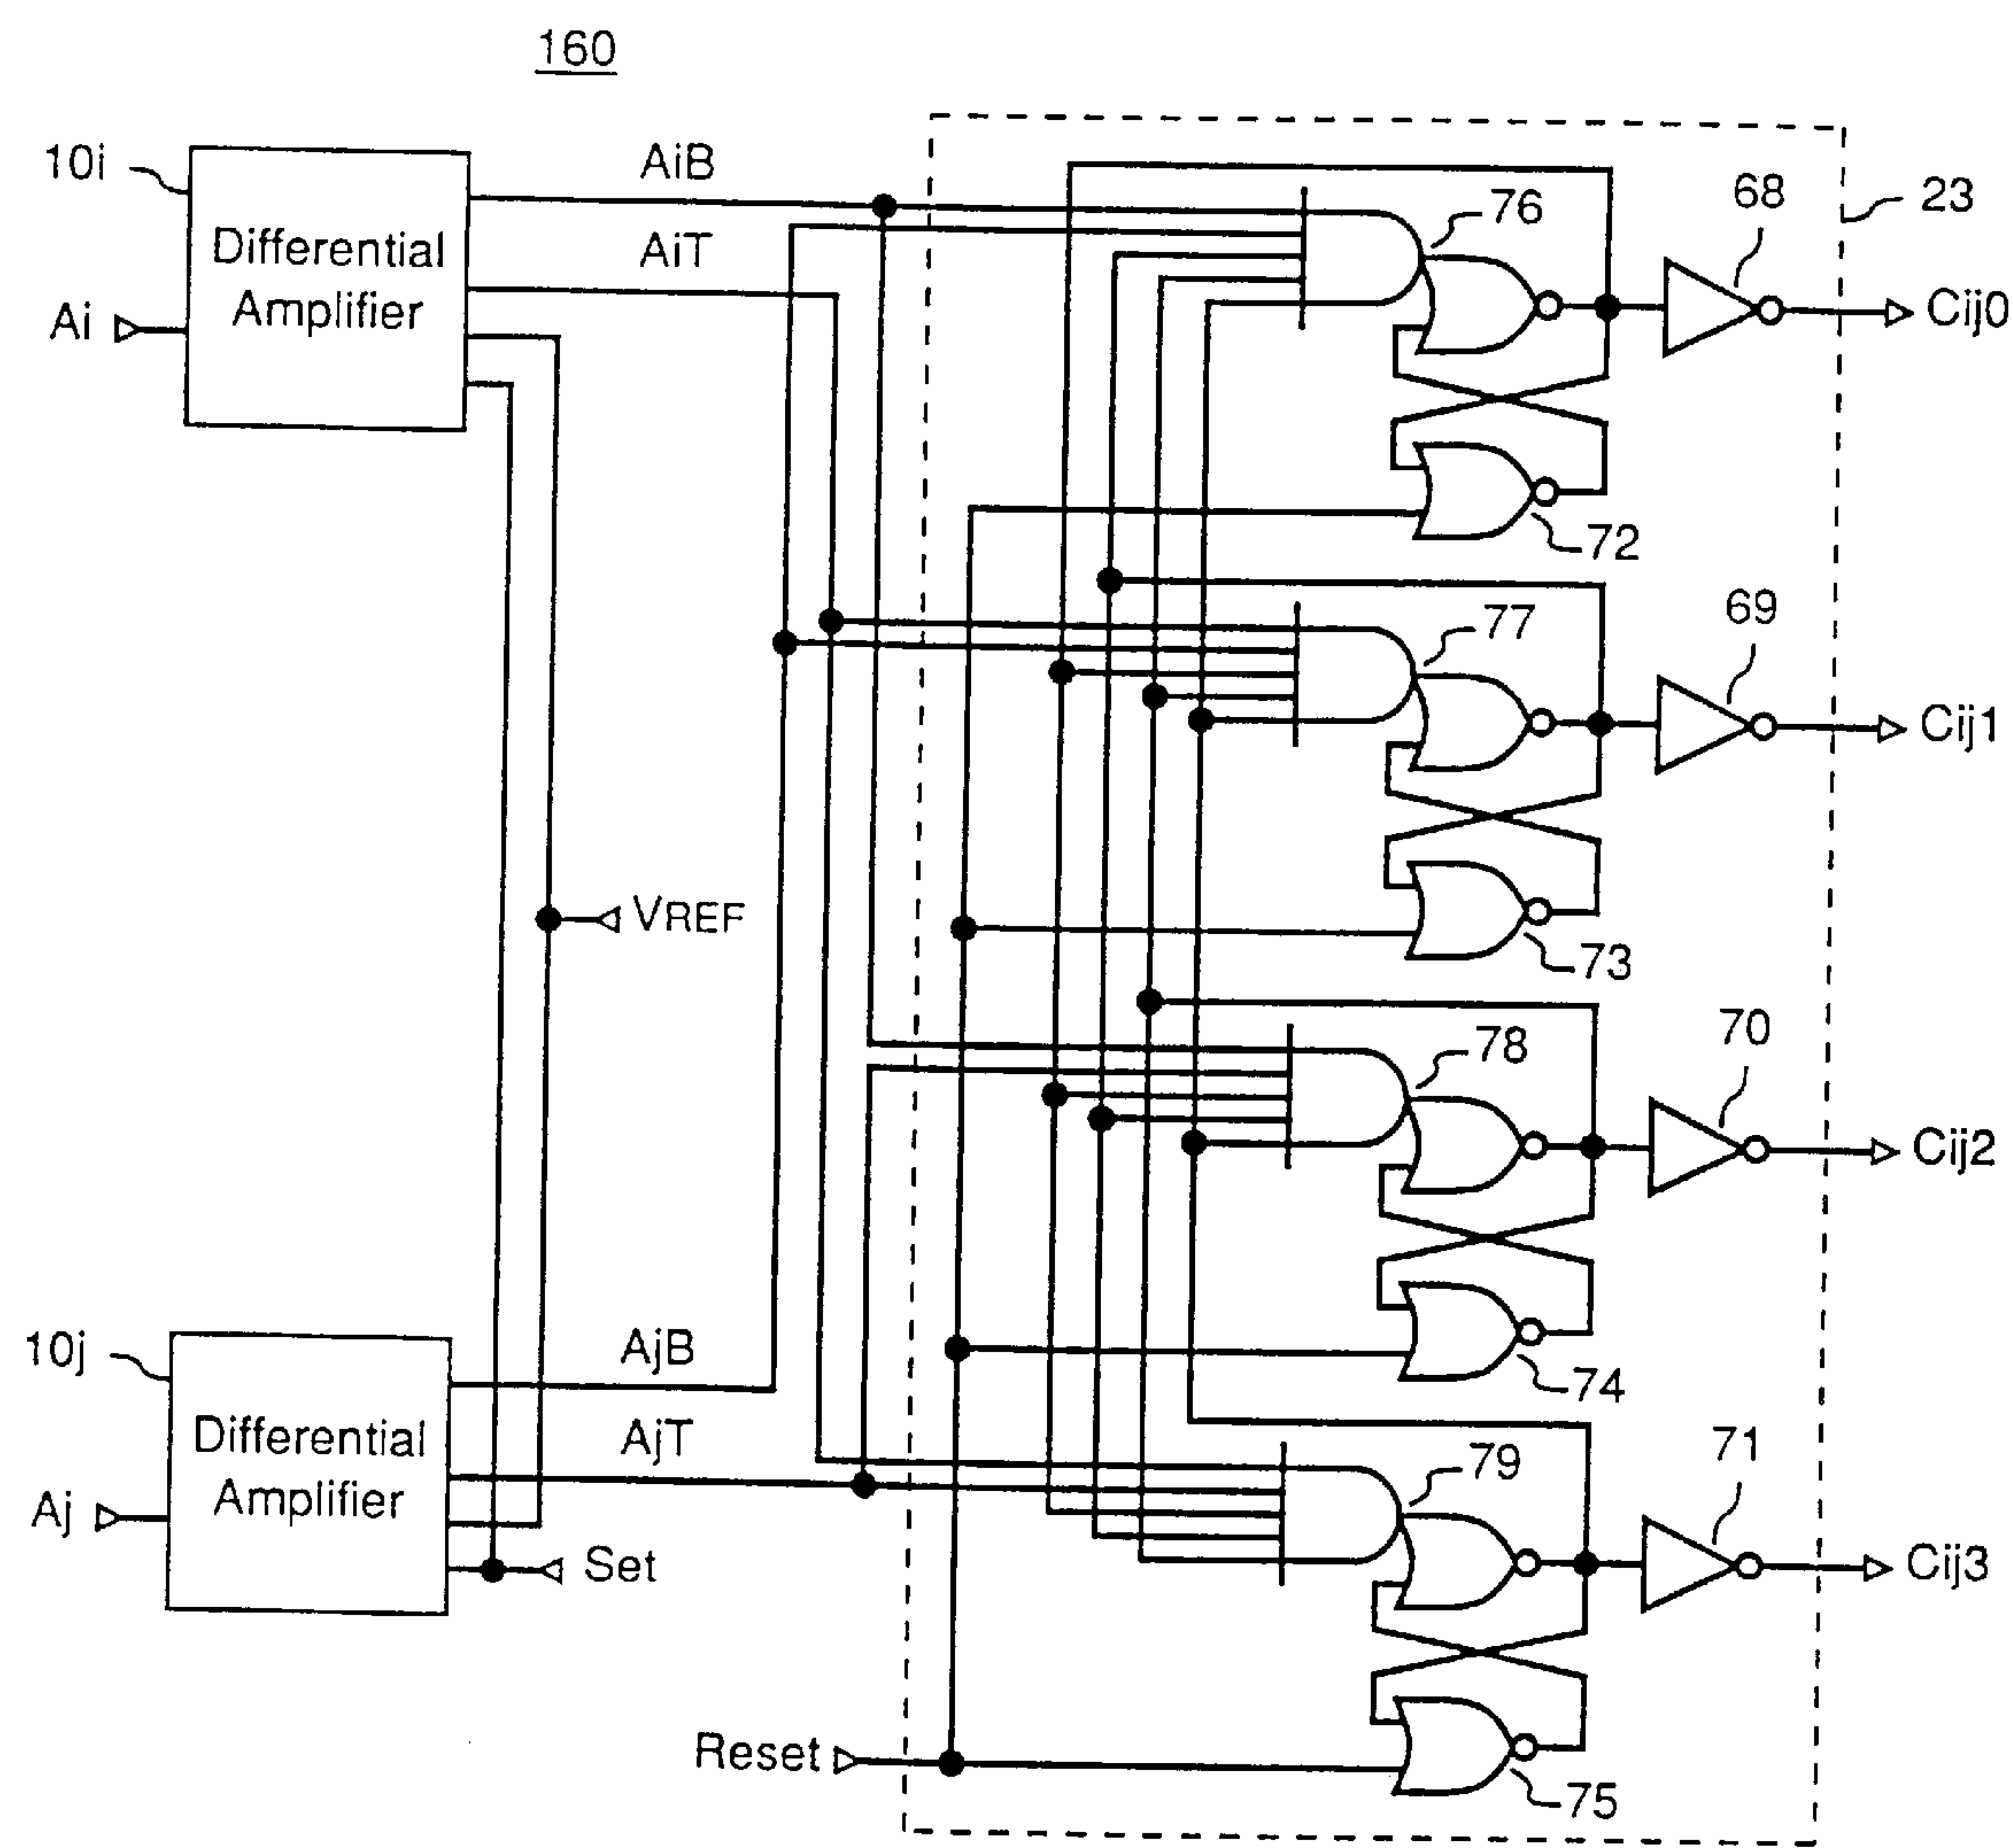 160
10i
Differential
Amplifier
Ai
AiB
AiT
23
76
68
Cij0
72
77
69
Cij1
VREF
73
78
70
Cij2
74
10j
Differential
Amplifier
Aj
AjB
AjT
Set
79
71
Cij3
Reset
75